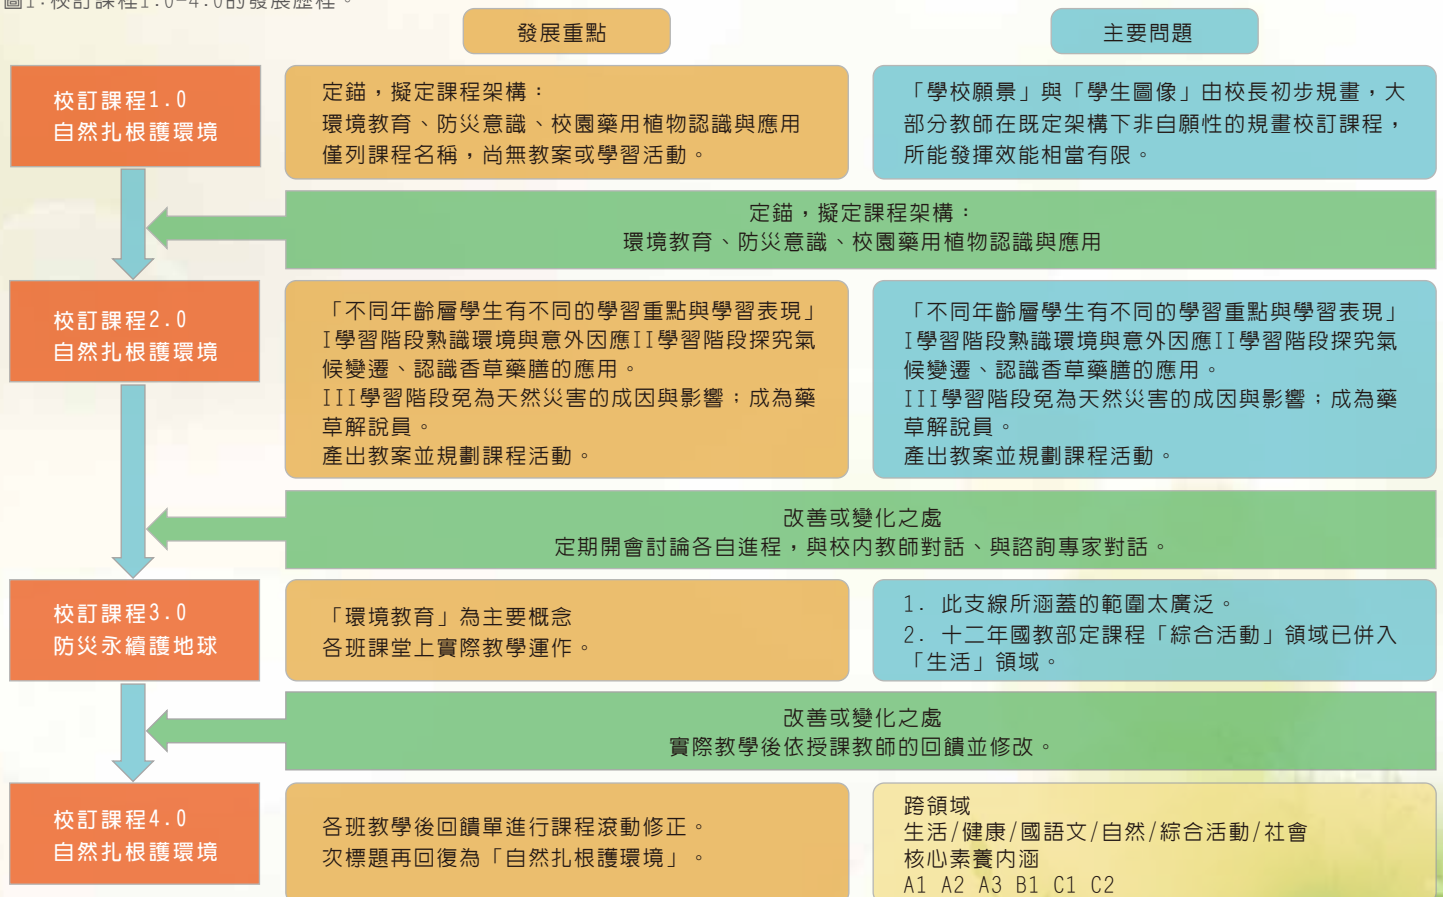 圖1.校訂課程1.0-4.0的發展歷程。
發展重點
主要問題
校訂課程1.0
自然扎根護環境
定錨，擬定課程架構：
環境教育、防災意識、校園藥用植物認識與應用
僅列課程名稱，尚無教案或學習活動。
「學校願景」與「學生圖像」由校長初步規畫，大
部分教師在既定架構下非自願性的規畫校訂課程，
所能發揮效能相當有限。
定錨，擬定課程架構：
環境教育、防災意識、校園藥用植物認識與應用
校訂課程2.0
自然扎根護環境
「不同年齡層學生有不同的學習重點與學習表現」
I學習階段熟識環境與意外因應II學習階段探究氣
候變遷、認識香草藥膳的應用。
III學習階段兔為天然災害的成因與影響；成為藥
草解說員。
產出教案並規劃課程活動。
「不同年齡層學生有不同的學習重點與學習表現」
I學習階段熟識環境與意外因應II學習階段探究氣
候變遷、認識香草藥膳的應用。
III學習階段兔為天然災害的成因與影響；成為藥
草解說員。
產出教案並規劃課程活動。
改善或變化之處
定期開會討論各自進程，與校內教師對話、與諮詢專家對話。
校訂課程3.0
防災永續護地球
「環境教育」為主要概念
各班課堂上實際教學運作。
1. 此支線所涵蓋的範圍太廣泛。
2. 十二年國教部定課程「綜合活動」領域已併入
「生活」領域。
改善或變化之處
實際教學後依授課教師的回饋並修改。
校訂課程4.0
自然扎根護環境
各班教學後回饋單進行課程滾動修正。
次標題再回復為「自然扎根護環境」。
跨領域
生活/健康/國語文/自然/綜合活動/社會
核心素養內涵
A1 A2 A3 B1 C1 C2